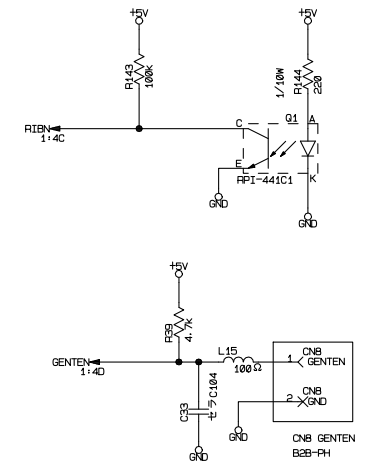 +5V
+5V
R143
100k
1/10W
R144
220
Q1
C
A
RIBN
1:4C
E
K
RPI-441C1
GND
GND
+5V
R39
4.7k
L15
100Ω
GENTEN
1:4D
1
CN8
GENTEN
C33
セラC104
2
CN8
GND
GND
GND
CN8 GENTEN
B2B-PH